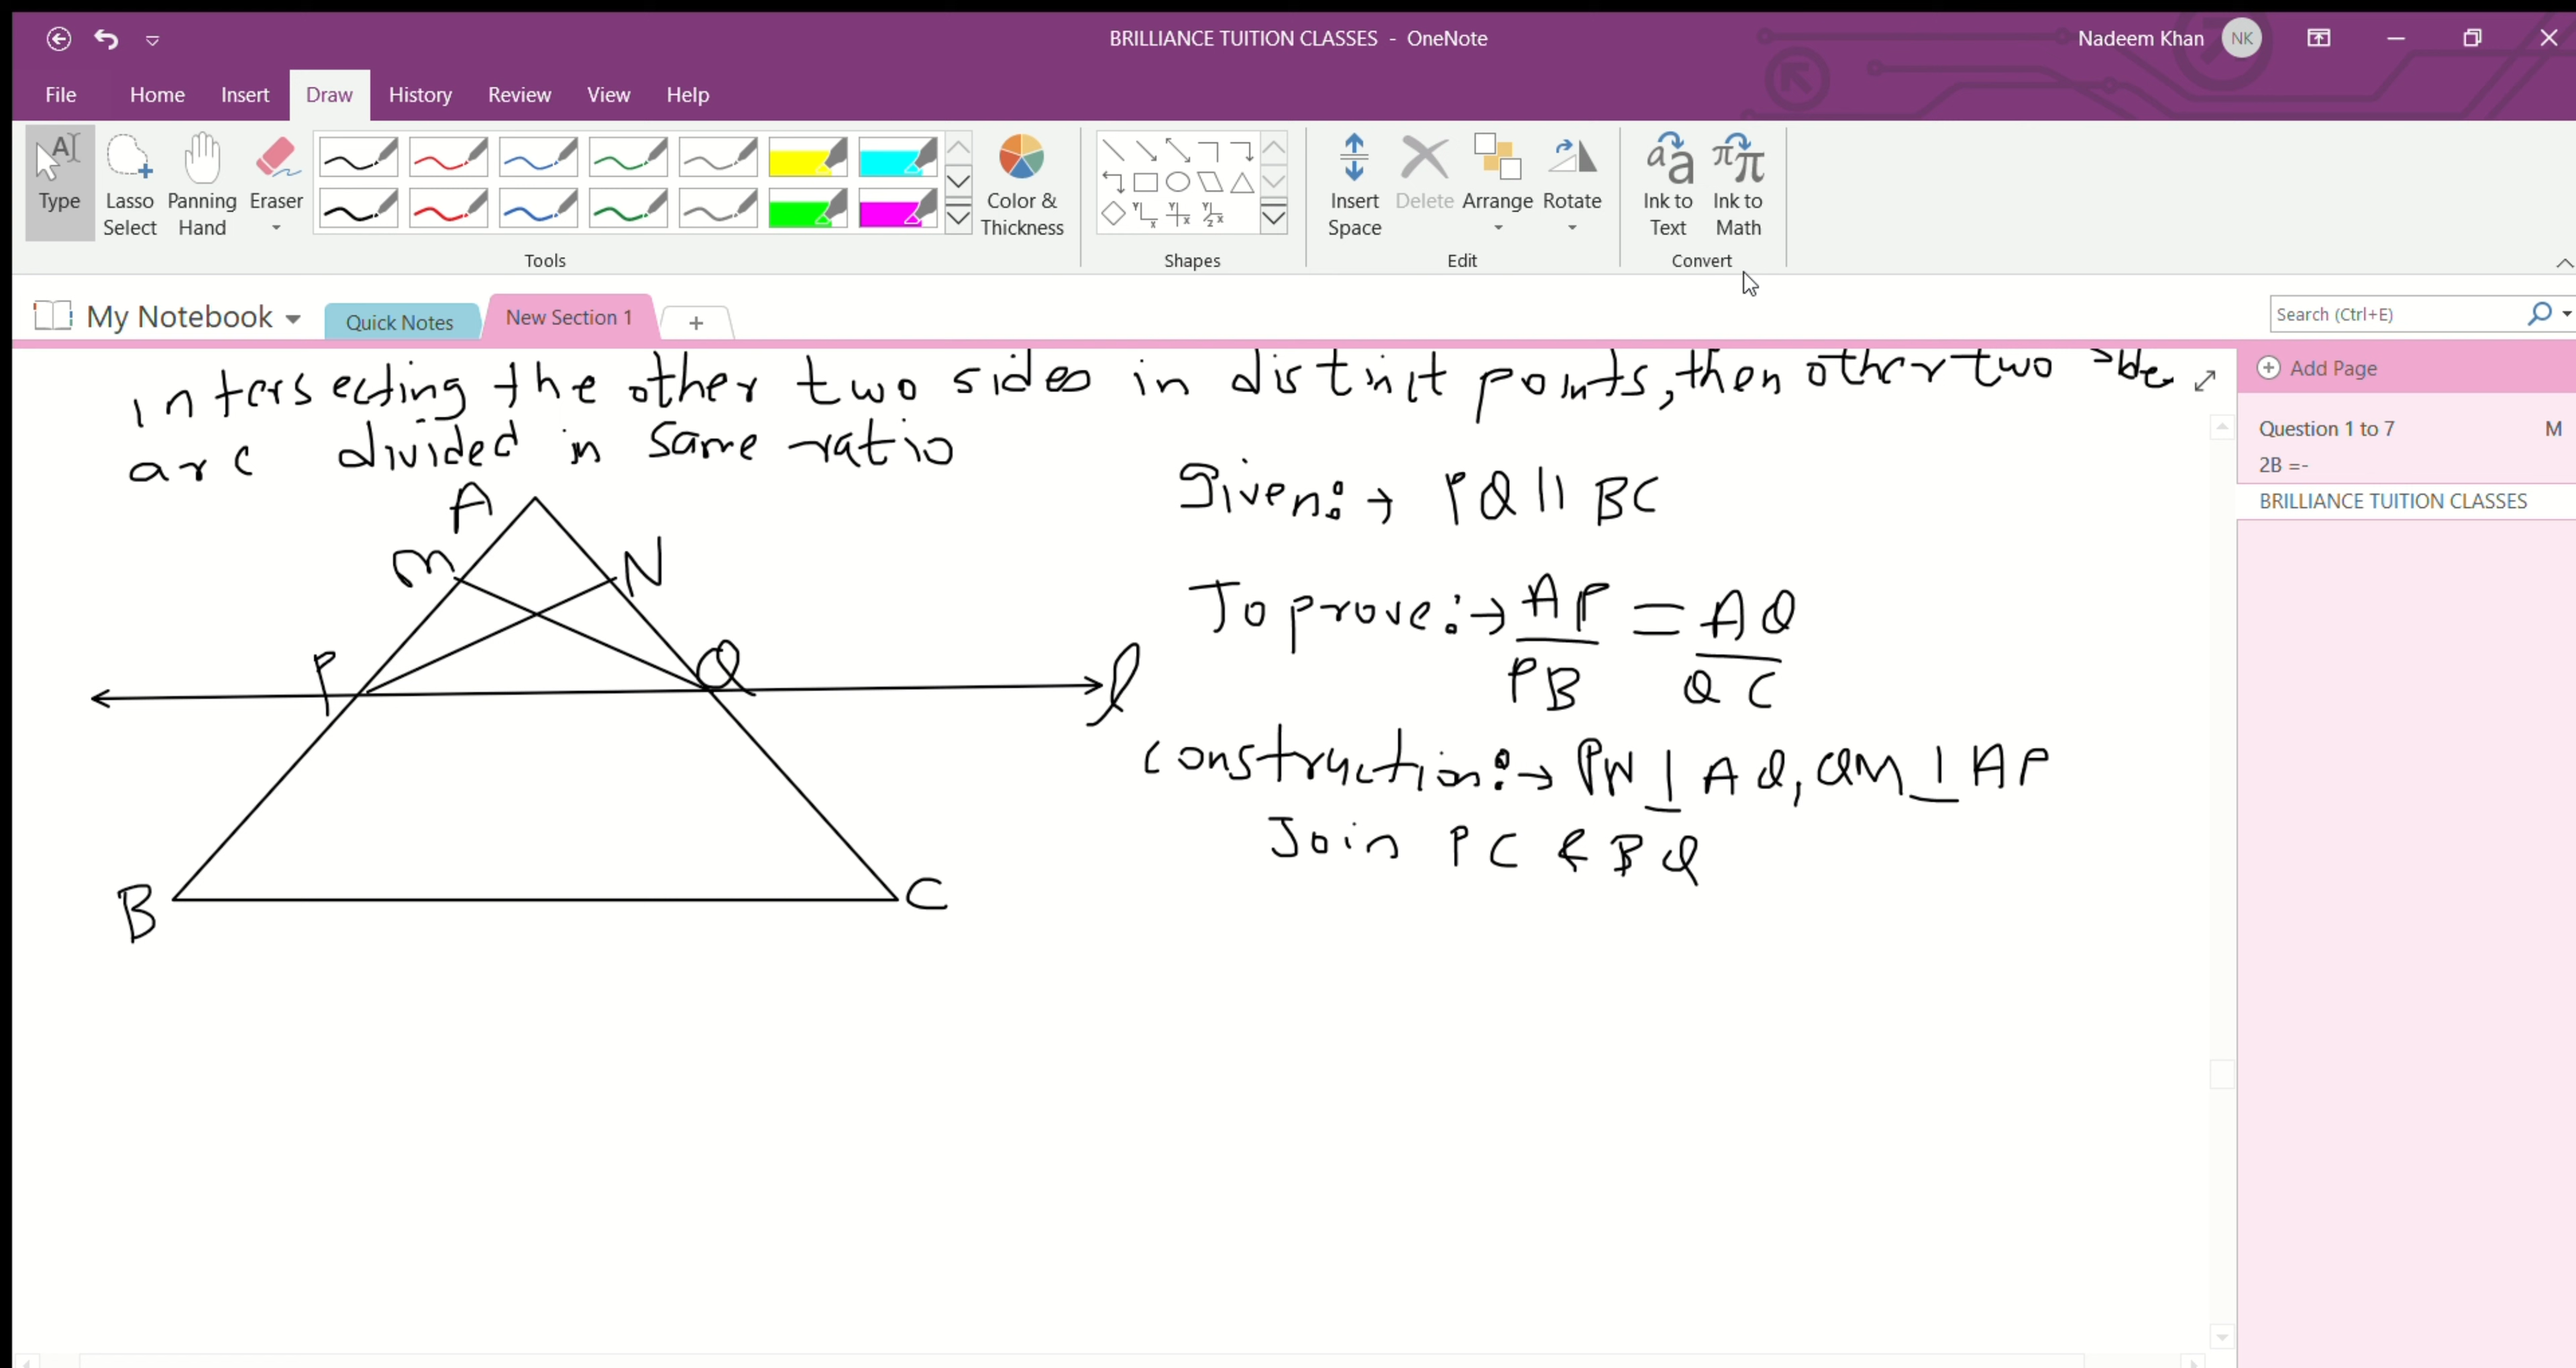 BRILLIANCE TUITION CLASSES - OneNote
Nadeem Khan NK
File Home Insert Draw History Review View Help
Type
Lasso Select
Panning Hand
Eraser
Color & Thickness
Insert Space
Delete
Arrange
Rotate
Ink to Text
Ink to Math
Tools
Shapes
Edit
Convert
My Notebook
Quick Notes
New Section 1
Search (Ctrl+E)
Add Page
Question 1 to 7 M
2B =-
BRILLIANCE TUITION CLASSES
intersecting the other two sides in distinct points, then other two
are divided in same ratio
A
M
N
P
Q
l
B
C
Given:→ PQ || BC
To prove:→ AP/PB = AQ/QC
Construction:→ PN ⊥ AQ, QM ⊥ AP
Join PC & BQ